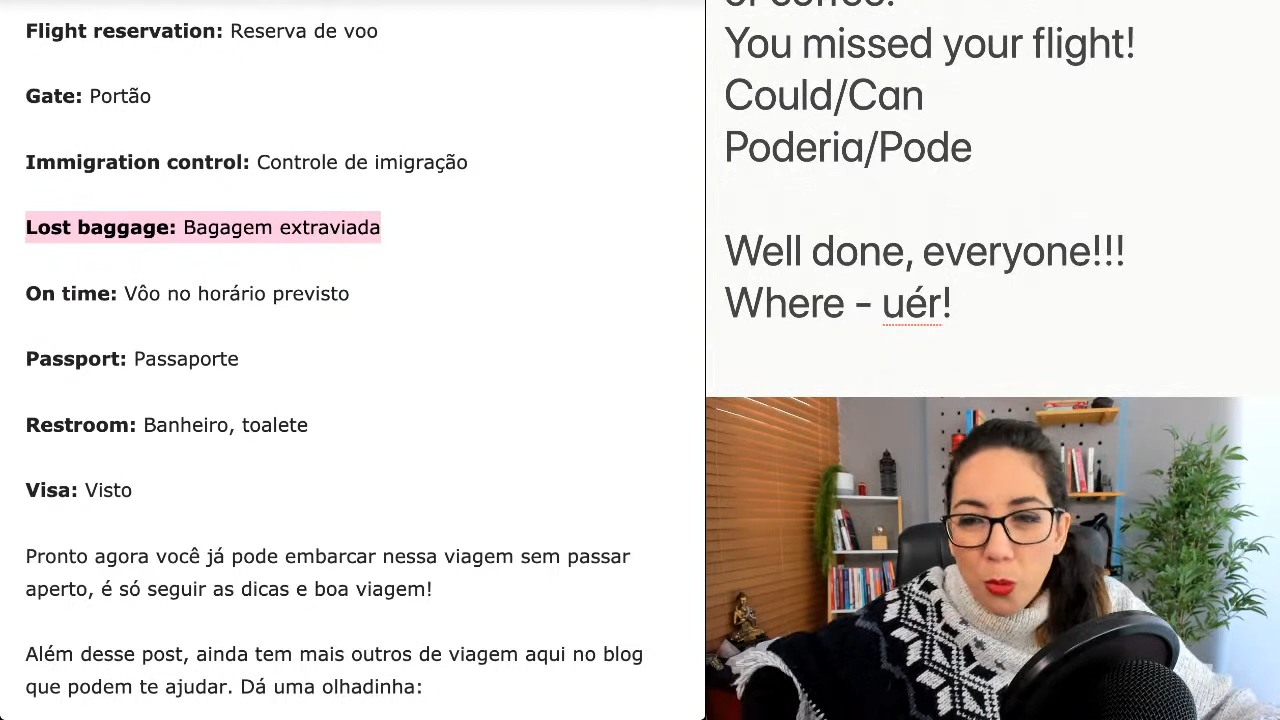 Flight reservation: Reserva de voo
Gate: Portão
Immigration control: Controle de imigração
Lost baggage: Bagagem extraviada
On time: Vôo no horário previsto
Passport: Passaporte
Restroom: Banheiro, toalete
Visa: Visto
Pronto agora você já pode embarcar nessa viagem sem passar
aperto, é só seguir as dicas e boa viagem!
Além desse post, ainda tem mais outros de viagem aqui no blog
que podem te ajudar. Dá uma olhadinha:
You missed your flight!
Could/Can
Poderia/Pode
Well done, everyone!!!
Where - uér!